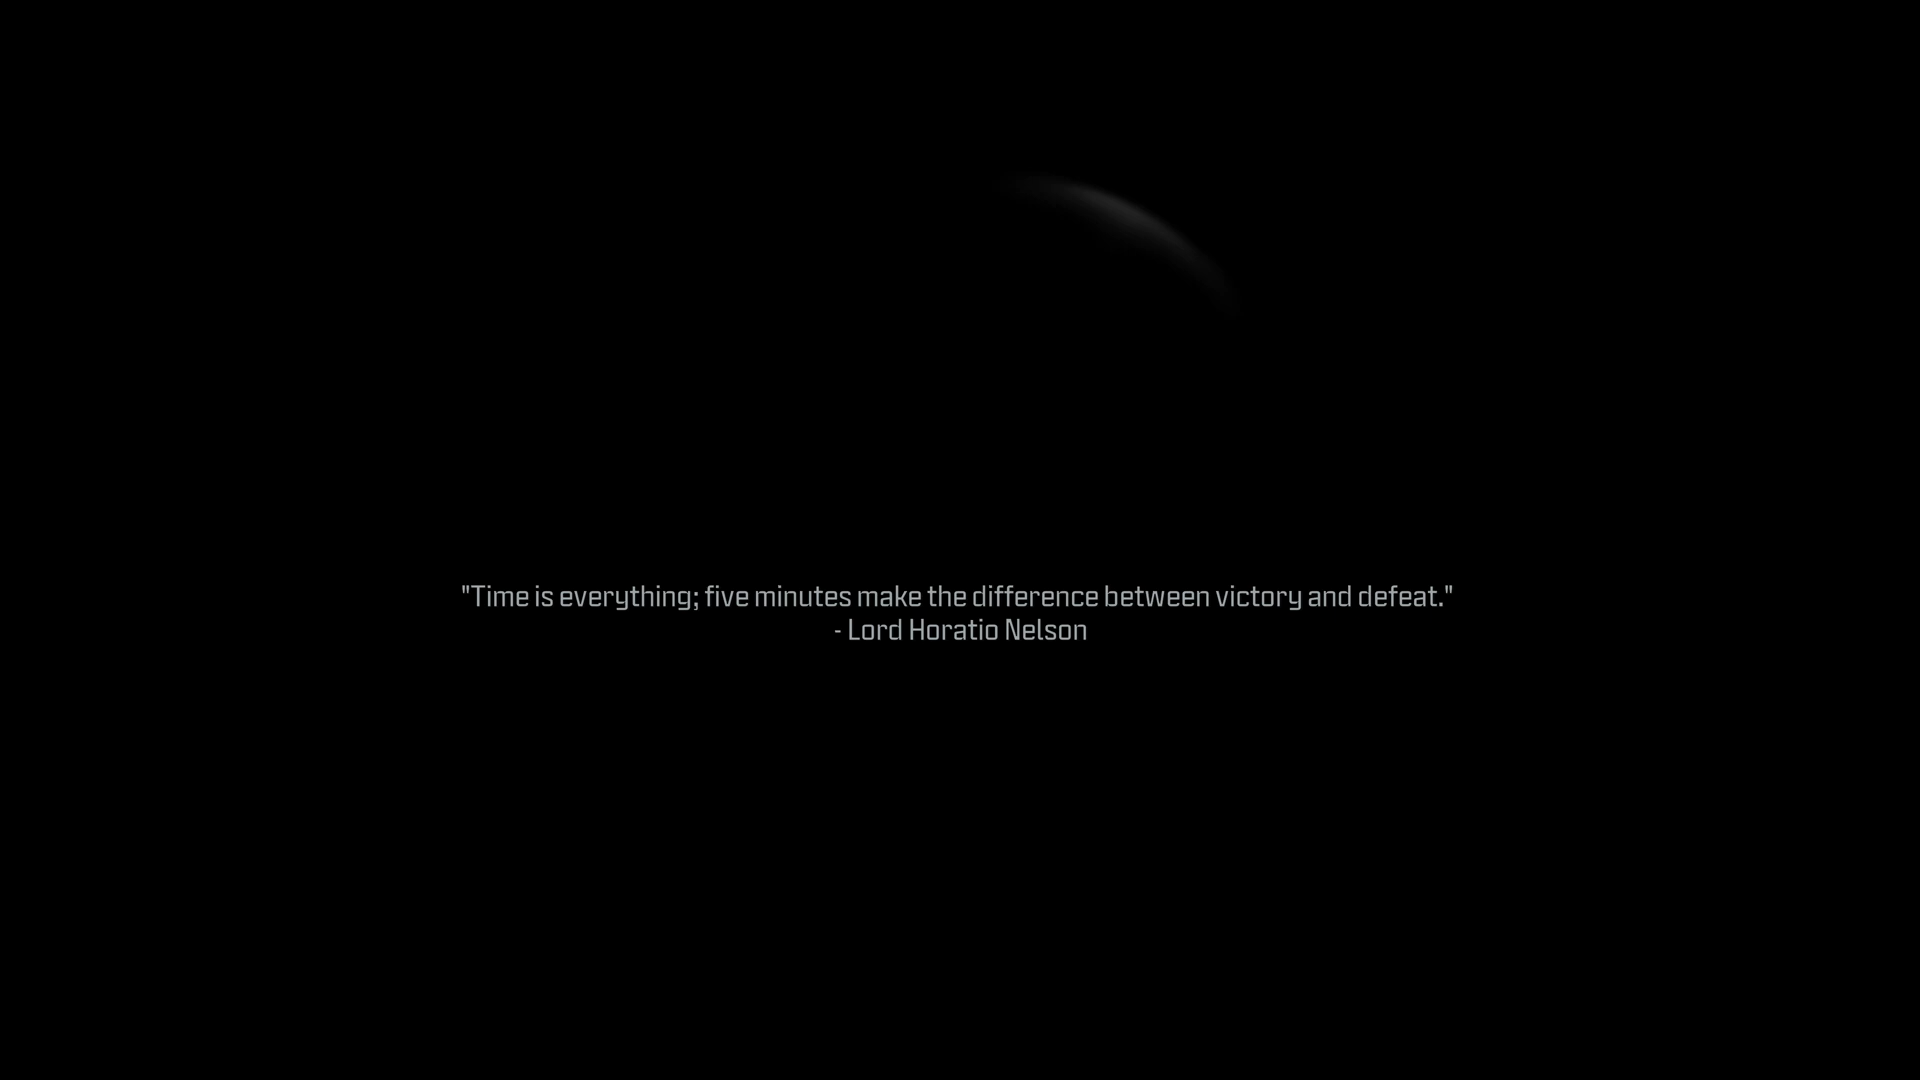 "Time is everything; five minutes make the difference between victory and defeat."
- Lord Horatio Nelson